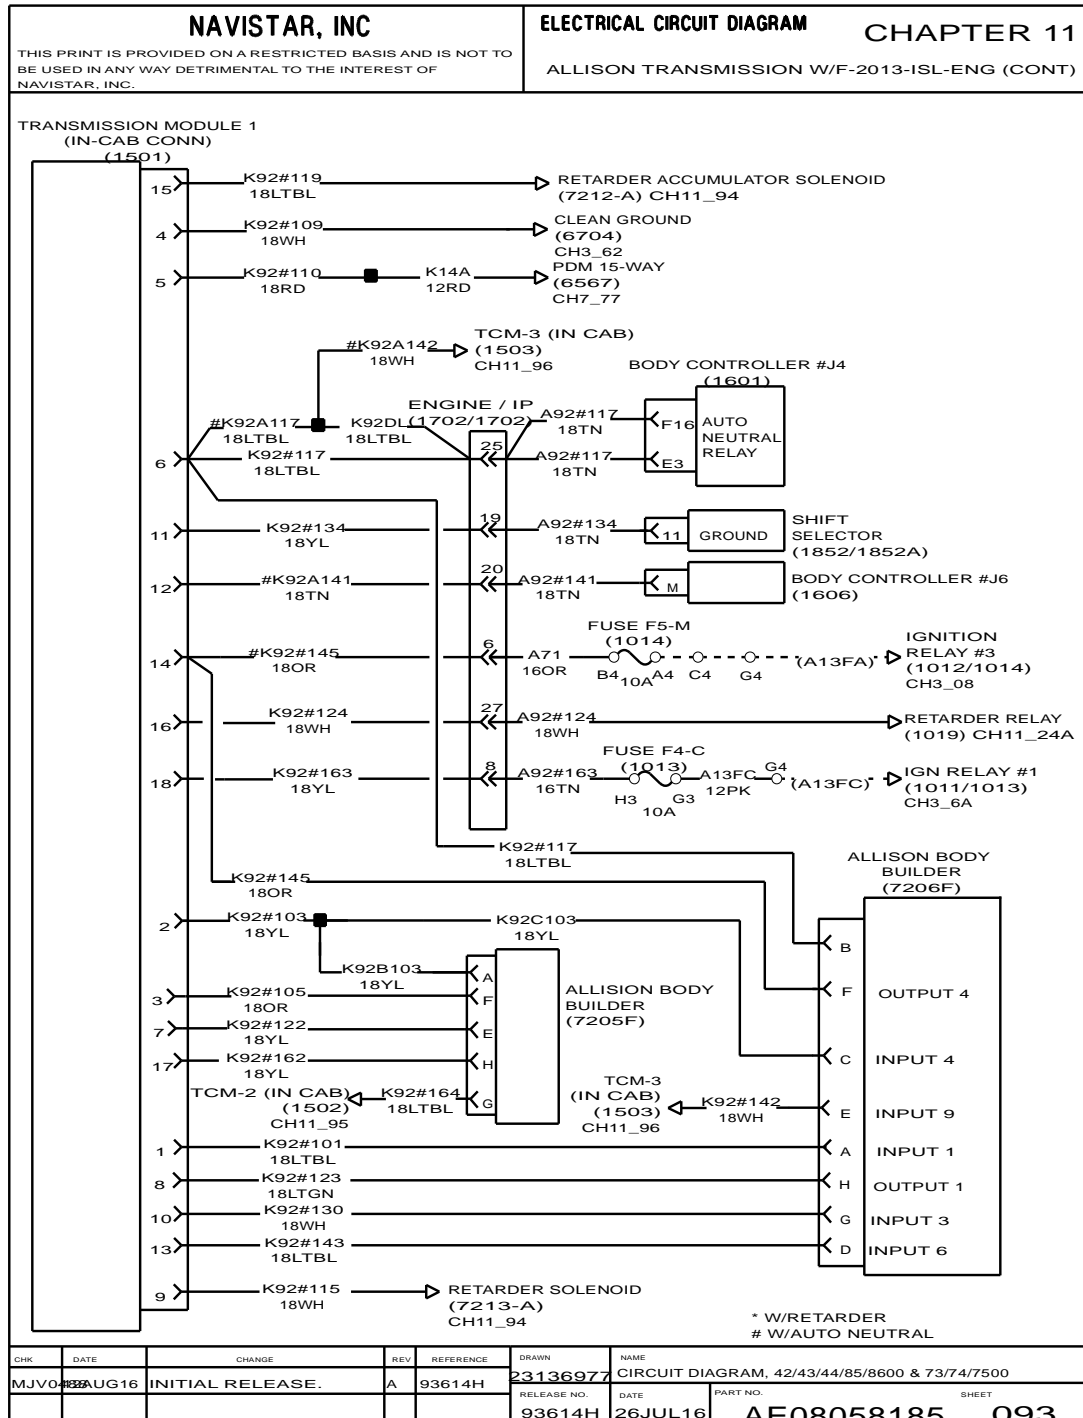 NAVISTAR, INC
THIS PRINT IS PROVIDED ON A RESTRICTED BASIS AND IS NOT TO
BE USED IN ANY WAY DETRIMENTAL TO THE INTEREST OF
NAVISTAR, INC.
ELECTRICAL CIRCUIT DIAGRAM
CHAPTER 11
ALLISON TRANSMISSION W/F-2013-ISL-ENG (CONT)
TRANSMISSION MODULE 1
(IN-CAB CONN)
(1501)
15
K92#119
18LTBL
RETARDER ACCUMULATOR SOLENOID
(7212-A) CH11_94
4
K92#109
18WH
CLEAN GROUND
(6704)
CH3_62
5
K92#110
18RD
K14A
12RD
PDM 15-WAY
(6567)
CH7_77
#K92A142
18WH
TCM-3 (IN CAB)
(1503)
CH11_96
BODY CONTROLLER #J4
(1601)
ENGINE / IP
(1702/1702)
#K92A117
18LTBL
K92DL
18LTBL
A92#117
18TN
F16
AUTO
NEUTRAL
RELAY
6
K92#117
18LTBL
25
A92#117
18TN
E3
11
K92#134
18YL
19
A92#134
18TN
11
GROUND
SHIFT
SELECTOR
(1852/1852A)
12
#K92A141
18TN
20
A92#141
18TN
M
BODY CONTROLLER #J6
(1606)
14
#K92#145
18OR
6
A71
16OR
FUSE F5-M
(1014)
B4
10A
A4
C4
G4
(A13FA)
IGNITION
RELAY #3
(1012/1014)
CH3_08
16
K92#124
18WH
27
A92#124
18WH
RETARDER RELAY
(1019) CH11_24A
18
K92#163
18YL
8
A92#163
16TN
FUSE F4-C
(1013)
H3
10A
G3
A13FC
12PK
G4
(A13FC)
IGN RELAY #1
(1011/1013)
CH3_6A
K92#117
18LTBL
ALLISON BODY
BUILDER
(7206F)
K92#145
18OR
2
K92#103
18YL
K92C103
18YL
B
K92B103
18YL
A
F
OUTPUT 4
3
K92#105
18OR
F
ALLISION BODY
BUILDER
(7205F)
7
K92#122
18YL
E
17
K92#162
18YL
H
C
INPUT 4
TCM-2 (IN CAB)
(1502)
CH11_95
K92#164
18LTBL
G
TCM-3
(IN CAB)
(1503)
CH11_96
K92#142
18WH
E
INPUT 9
1
K92#101
18LTBL
A
INPUT 1
8
K92#123
18LTGN
H
OUTPUT 1
10
K92#130
18WH
G
INPUT 3
13
K92#143
18LTBL
D
INPUT 6
9
K92#115
18WH
RETARDER SOLENOID
(7213-A)
CH11_94
* W/RETARDER
# W/AUTO NEUTRAL
CHK
DATE
CHANGE
REV
REFERENCE
DRAWN
NAME
AUG16
INITIAL RELEASE.
A
93614H
23136977
CIRCUIT DIAGRAM, 42/43/44/85/8600 & 73/74/7500
RELEASE NO.
DATE
PART NO.
SHEET
93614H
26JUL16
AE08058185
093